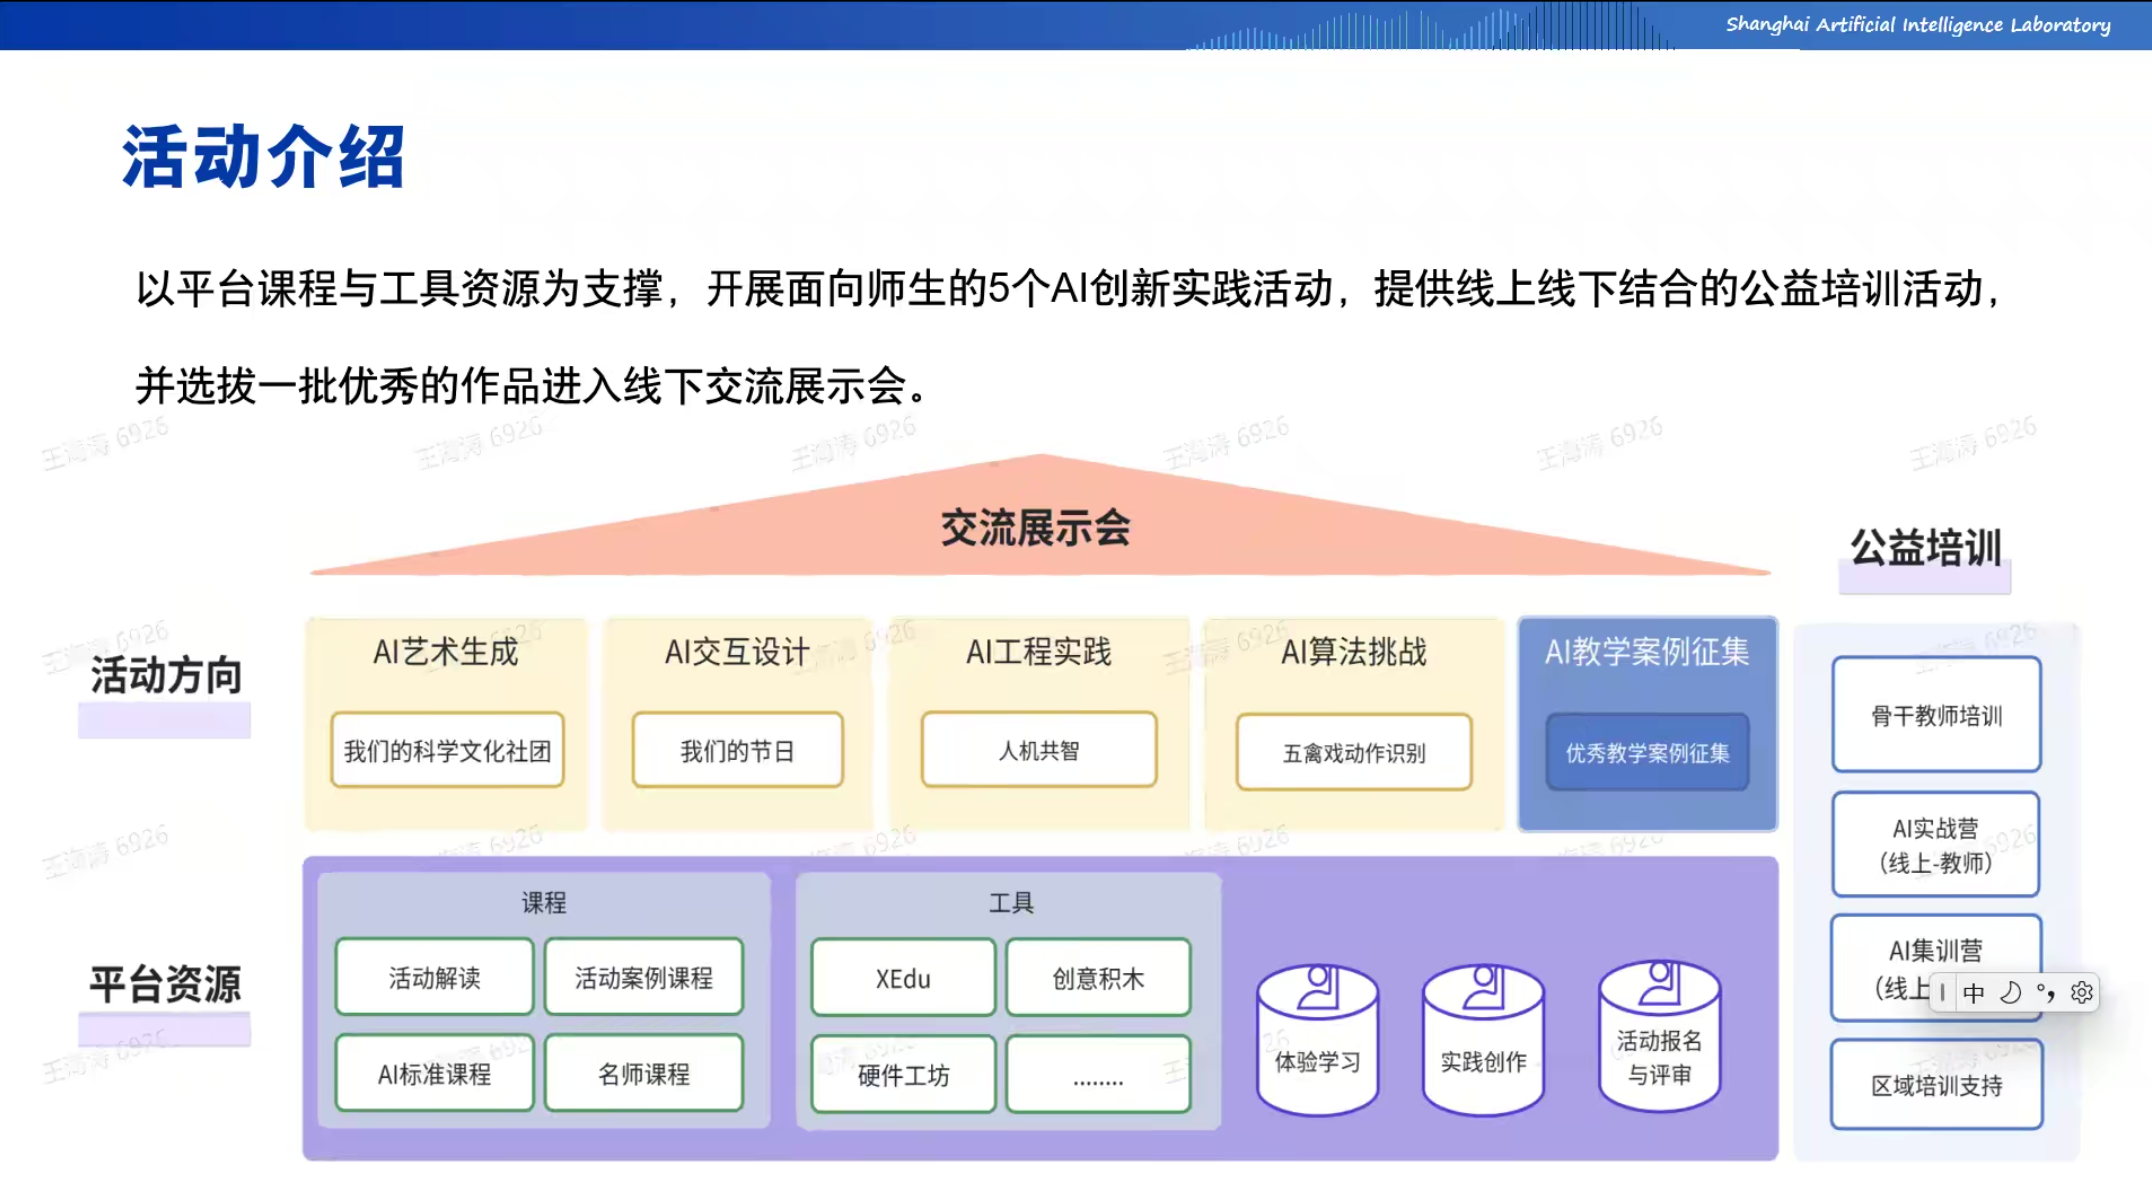 Shanghai Artificial Intelligence Laboratory
活动介绍
以平台课程与工具资源为支撑，开展面向师生的5个AI创新实践活动，提供线上线下结合的公益培训活动，
并选拔一批优秀的作品进入线下交流展示会。
王海涛 6926 王海涛 6926 王海涛 6926 王海涛 6926 王海涛 6926 王海涛 6926
交流展示会
公益培训
活动方向
AI艺术生成
我们的科学文化社团
AI交互设计
我们的节日
AI工程实践
人机共智
AI算法挑战
五禽戏动作识别
AI教学案例征集
优秀教学案例征集
平台资源
课程
活动解读
活动案例课程
AI标准课程
名师课程
工具
XEdu
创意积木
硬件工坊
........
体验学习
实践创作
活动报名
与评审
骨干教师培训
AI实战营
（线上-教师）
AI集训营
（线上
区域培训支持
中